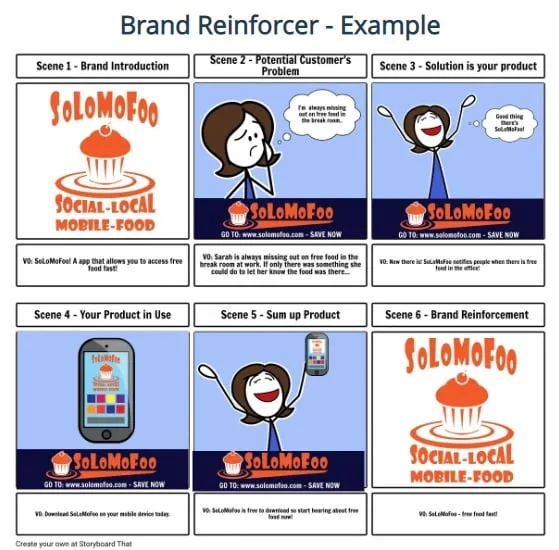 Brand Reinforcer - Example
Scene 1 - Brand Introduction
Scene 2 - Potential Customer's
Problem
Scene 3 - Solution is your product
SoLoMoFoo
SOCIAL-LOCAL
MOBILE-FOOD
I'm always missing
out on free food in
the break room..
SoLoMoFoo
GO TO: www.solomofoo.com - SAVE NOW
Good thing
there's
SoLoMoFoo!
SoLoMoFoo
GO TO: www.solomofoo.com - SAVE NOW
VO: SoLoMoFoo! A app that allows you to access free
food fast!
VO: Sarah is always missing out on free food in the
break room at work. If only there was something she
could do to let her know the food was there...
VO: Now there is! SoLoMoFoo notifies people when there is free
food in the office!
Scene 4 - Your Product in Use
Scene 5 - Sum up Product
Scene 6 - Brand Reinforcement
SoLoMoFoo
SOCIAL-LOCAL
MOBILE-FOOD
SoLoMoFoo
GO TO: www.solomofoo.com - SAVE NOW
SoLoMoFoo
GO TO: www.solomofoo.com - SAVE NOW
SoLoMoFoo
SOCIAL-LOCAL
MOBILE-FOOD
VO: Download SoLoMoFoo on your mobile device today.
VO: SoLoMoFoo is free to download so start hearing about free
food now!
VO: SoLoMoFoo - free food fast!
Create your own at Storyboard That